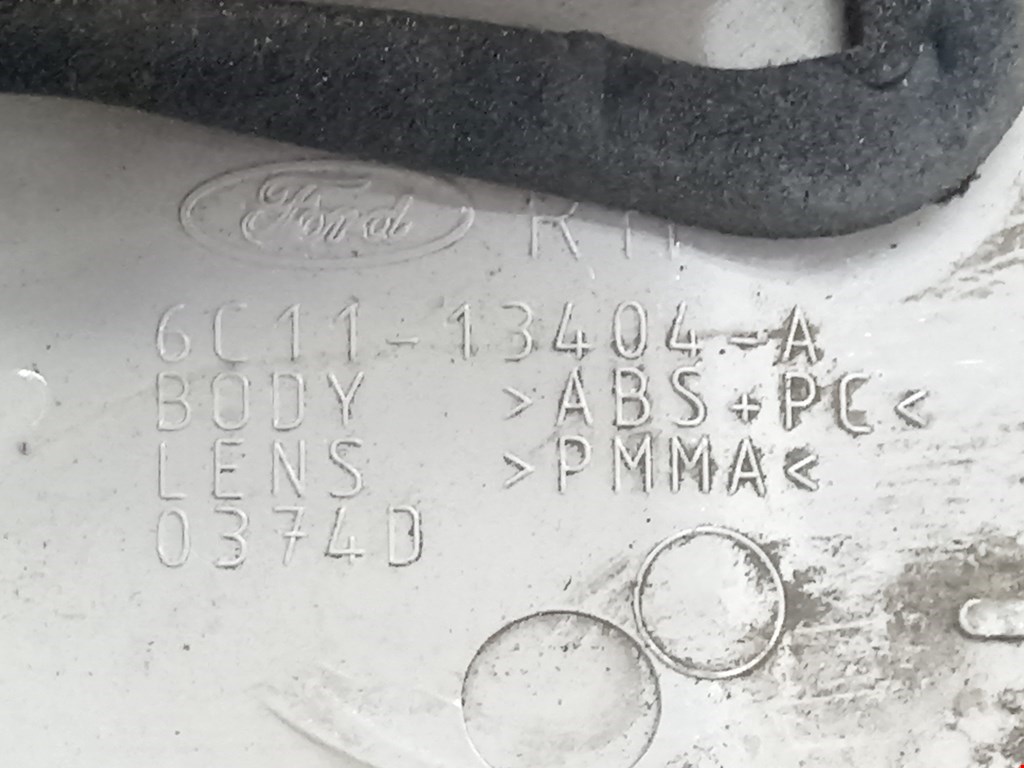 Ford
6C11-13404-A
BODY >ABS+PC<
LENS >PMMA<
0374D